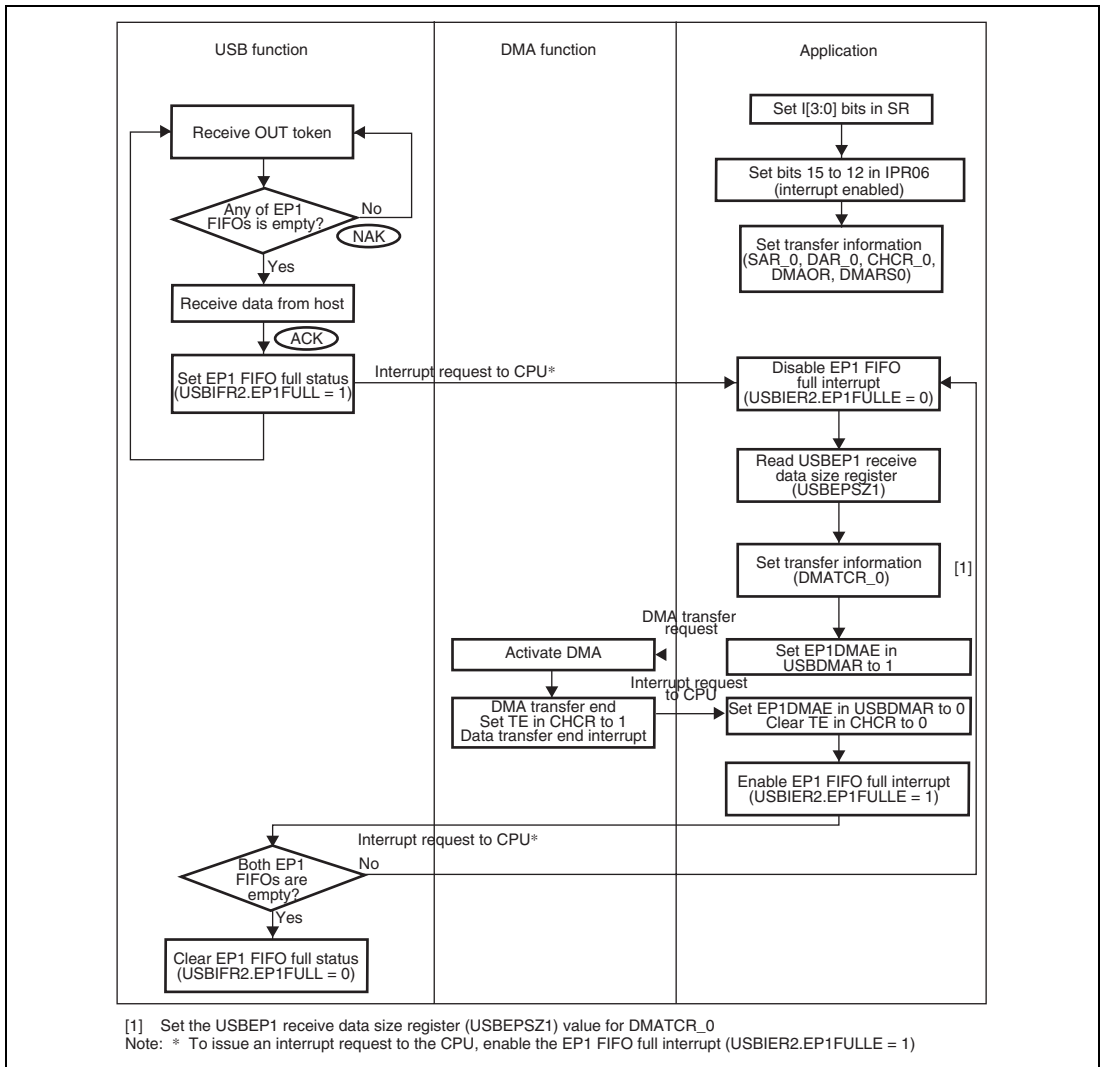 USB function
DMA function
Application
Receive OUT token
Any of EP1
FIFOs is empty?
No
NAK
Yes
Receive data from host
ACK
Set EP1 FIFO full status
(USBIFR2.EP1FULL = 1)
Interrupt request to CPU*
Set I[3:0] bits in SR
Set bits 15 to 12 in IPR06
(interrupt enabled)
Set transfer information
(SAR_0, DAR_0, CHCR_0,
DMAOR, DMARS0)
Disable EP1 FIFO
full interrupt
(USBIER2.EP1FULLE = 0)
Read USBEP1 receive
data size register
(USBEPSZ1)
Set transfer information
(DMATCR_0)
[1]
DMA transfer
request
Activate DMA
Set EP1DMAE in
USBDMAR to 1
Interrupt request
to CPU
DMA transfer end
Set TE in CHCR to 1
Data transfer end interrupt
Set EP1DMAE in USBDMAR to 0
Clear TE in CHCR to 0
Enable EP1 FIFO full interrupt
(USBIER2.EP1FULLE = 1)
Interrupt request to CPU*
Both EP1
FIFOs are
empty?
No
Yes
Clear EP1 FIFO full status
(USBIFR2.EP1FULL = 0)
[1] Set the USBEP1 receive data size register (USBEPSZ1) value for DMATCR_0
Note: * To issue an interrupt request to the CPU, enable the EP1 FIFO full interrupt (USBIER2.EP1FULLE = 1)